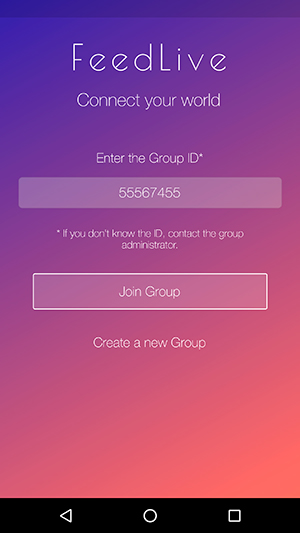 FeedLive
Connect your world
Enter the Group ID*
55567455
* If you don't know the ID, contact the group
administrator.
Join Group
Create a new Group